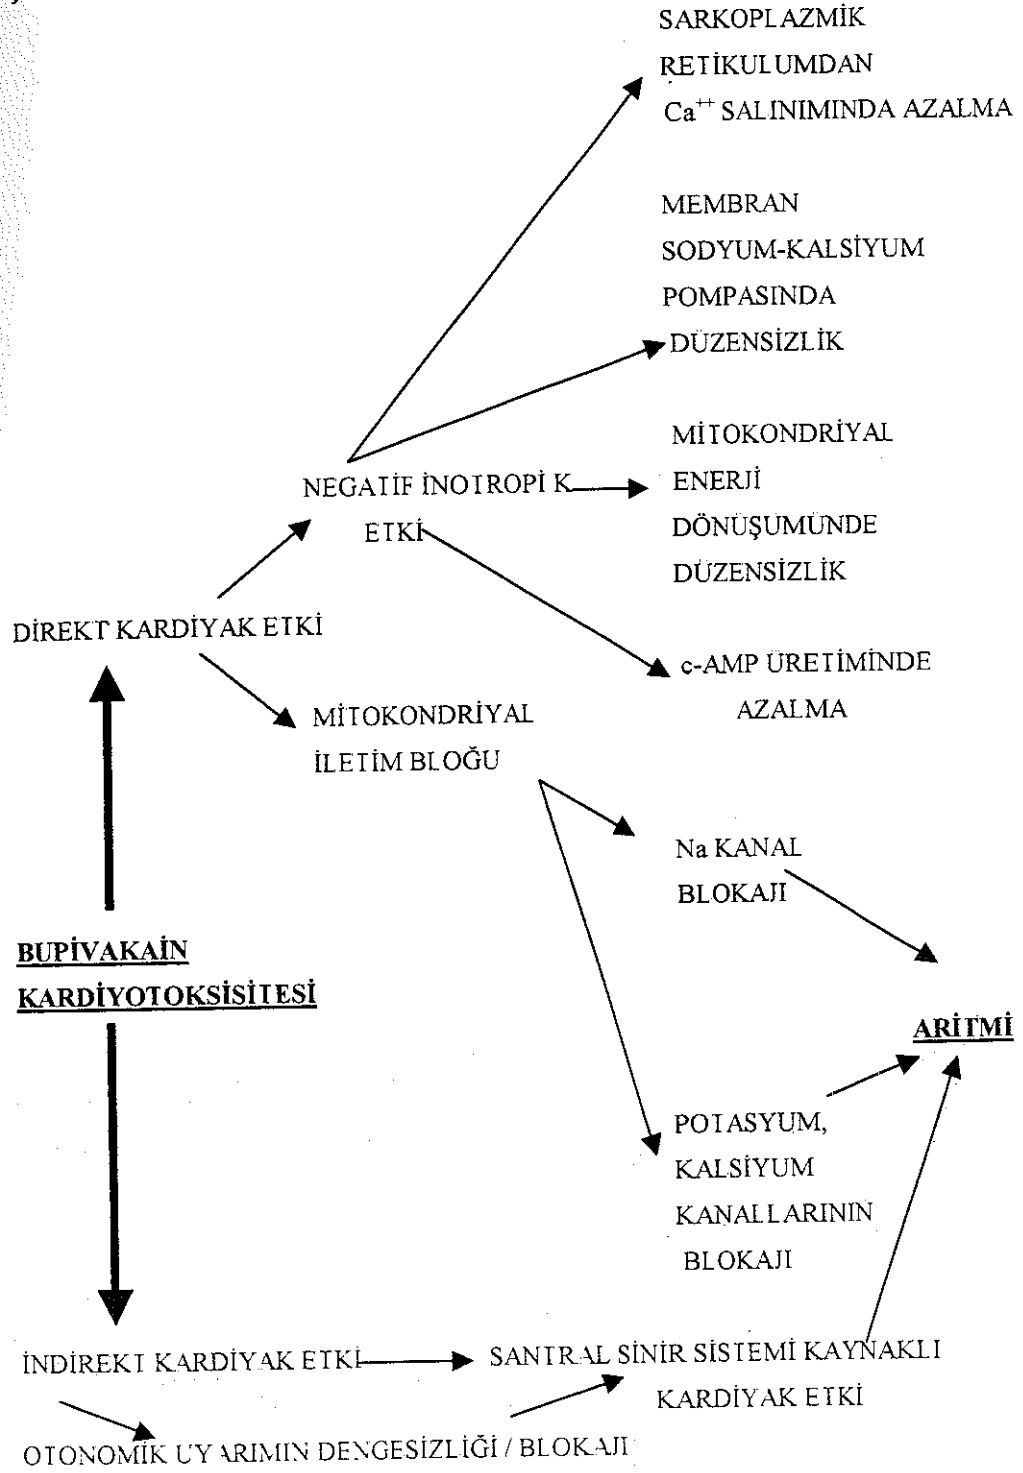 SARKOPLAZMİK
RETİKULUMDAN
Ca++ SALINIMINDA AZALMA
MEMBRAN
SODYUM-KALSİYUM
POMPASINDA
DÜZENSİZLİK
MİTOKONDRİYAL
ENERJİ
DÖNÜŞÜMÜNDE
DÜZENSİZLİK
NEGATİF İNOTROPİ K
ETKİ
DİREKT KARDİYAK ETKİ
c-AMP ÜRETİMİNDE
AZALMA
MİTOKONDRİYAL
İLETİM BLOĞU
Na KANAL
BLOKAJI
BUPİVAKAİN
KARDİYOTOKSİSİTESİ
ARİTMİ
POTASYUM,
KALSİYUM
KANALLARININ
BLOKAJI
İNDİREKT KARDİYAK ETKİ
SANTRAL SİNİR SİSTEMİ KAYNAKLI
KARDİYAK ETKİ
OTONOMİK UYARIMIN DENGESİZLİĞİ / BLOKAJI